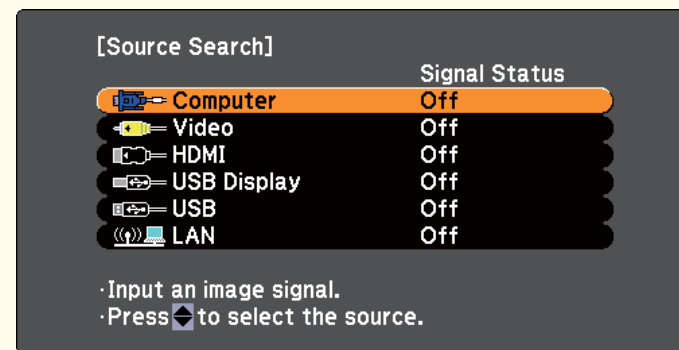 [Source Search]
Signal Status
Computer Off
Video Off
HDMI Off
USB Display Off
USB Off
LAN Off
·Input an image signal.
·Press to select the source.